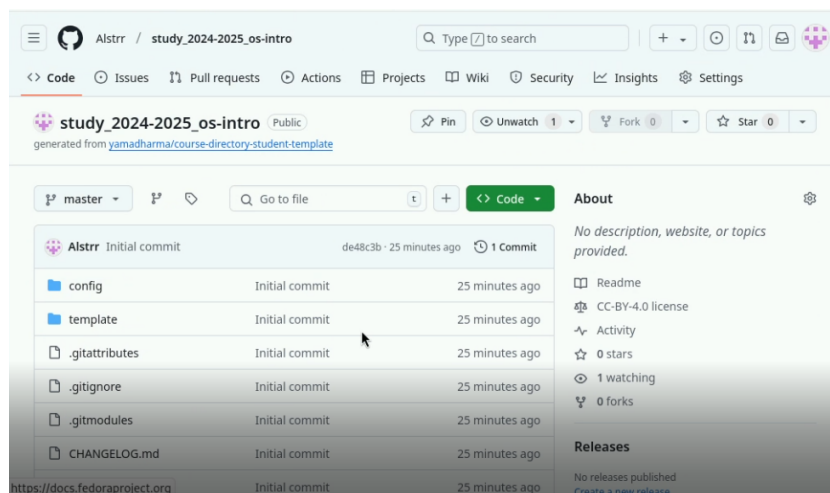 Alstrr / study_2024-2025_os-intro Type / to search
Code Issues Pull requests Actions Projects Wiki Security Insights Settings
study_2024-2025_os-intro Public Pin Unwatch 1 Fork 0 Star 0
generated from yamadharma/course-directory-student-template
master Go to file t Code
About
No description, website, or topics
provided.
Alstrr Initial commit de48c3b · 25 minutes ago 1 Commit
config Initial commit 25 minutes ago
template Initial commit 25 minutes ago
.gitattributes Initial commit 25 minutes ago
.gitignore Initial commit 25 minutes ago
.gitmodules Initial commit 25 minutes ago
CHANGELOG.md Initial commit 25 minutes ago
Initial commit 25 minutes ago
Readme
CC-BY-4.0 license
Activity
0 stars
1 watching
0 forks
Releases
No releases published
Create a new release
https://docs.fedoraproject.org